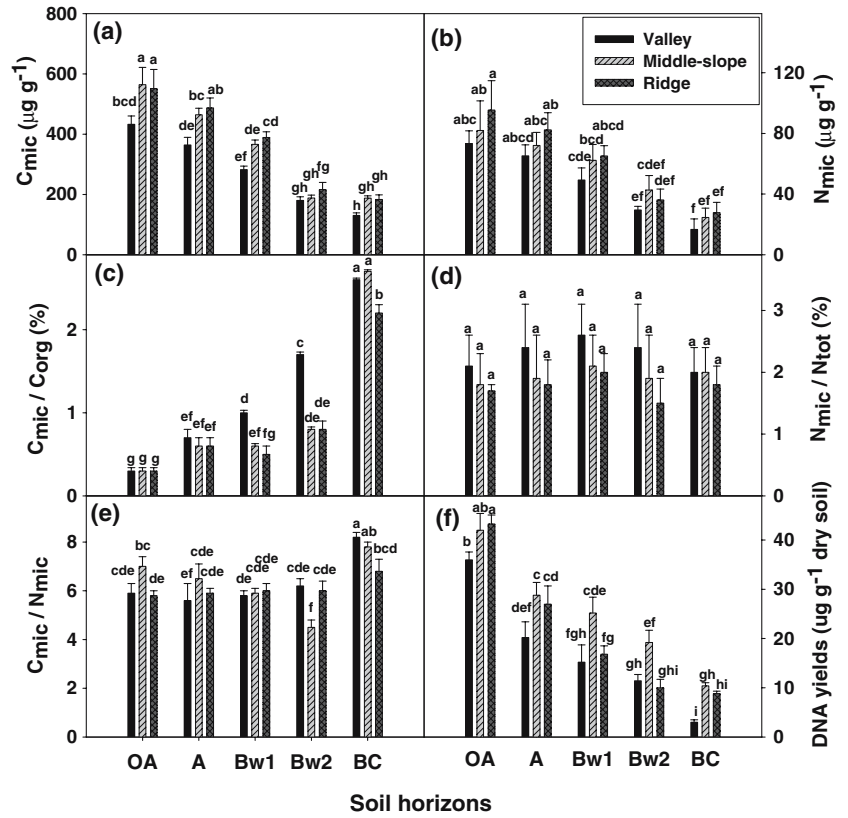 (a)
800
600
400
200
0
Cmic (µg g-1)
bcd a a
de bc ab
ef de cd
gh gh fg
h gh gh
(b)
Valley
Middle-slope
Ridge
120
80
40
0
Nmic (µg g-1)
abc ab a
abcd abc ab
cde bcd abcd
ef cdef def
f ef ef
(c)
2
1
0
Cmic / Corg (%)
g g g
ef ef ef
d ef fg
c de de
a a b
(d)
3
2
1
0
Nmic / Ntot (%)
a a a
a a a
a a a
a a a
a a a
(e)
8
6
4
2
0
Cmic / Nmic
cde bc de
ef cde cde
de cde cde
cde f cde
a ab bcd
(f)
40
30
20
10
0
DNA yields (ug g-1 dry soil)
b ab a
def c cd
fgh cde fg
gh ef ghi
i gh hi
OA A Bw1 Bw2 BC
OA A Bw1 Bw2 BC
Soil horizons